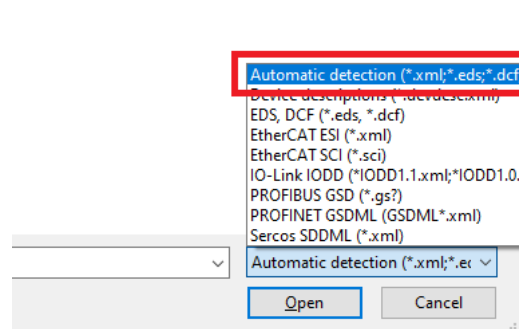 Automatic detection (*.xml;*.eds;*.dcf
Device descriptions (*.devdesc.xml)
EDS, DCF (*.eds, *.dcf)
EtherCAT ESI (*.xml)
EtherCAT SCI (*.sci)
IO-Link IODD (*IODD1.1.xml;*IODD1.0.
PROFIBUS GSD (*.gs?)
PROFINET GSDML (GSDML*.xml)
Sercos SDDML (*.xml)
Automatic detection (*.xml;*.ec
Open
Cancel